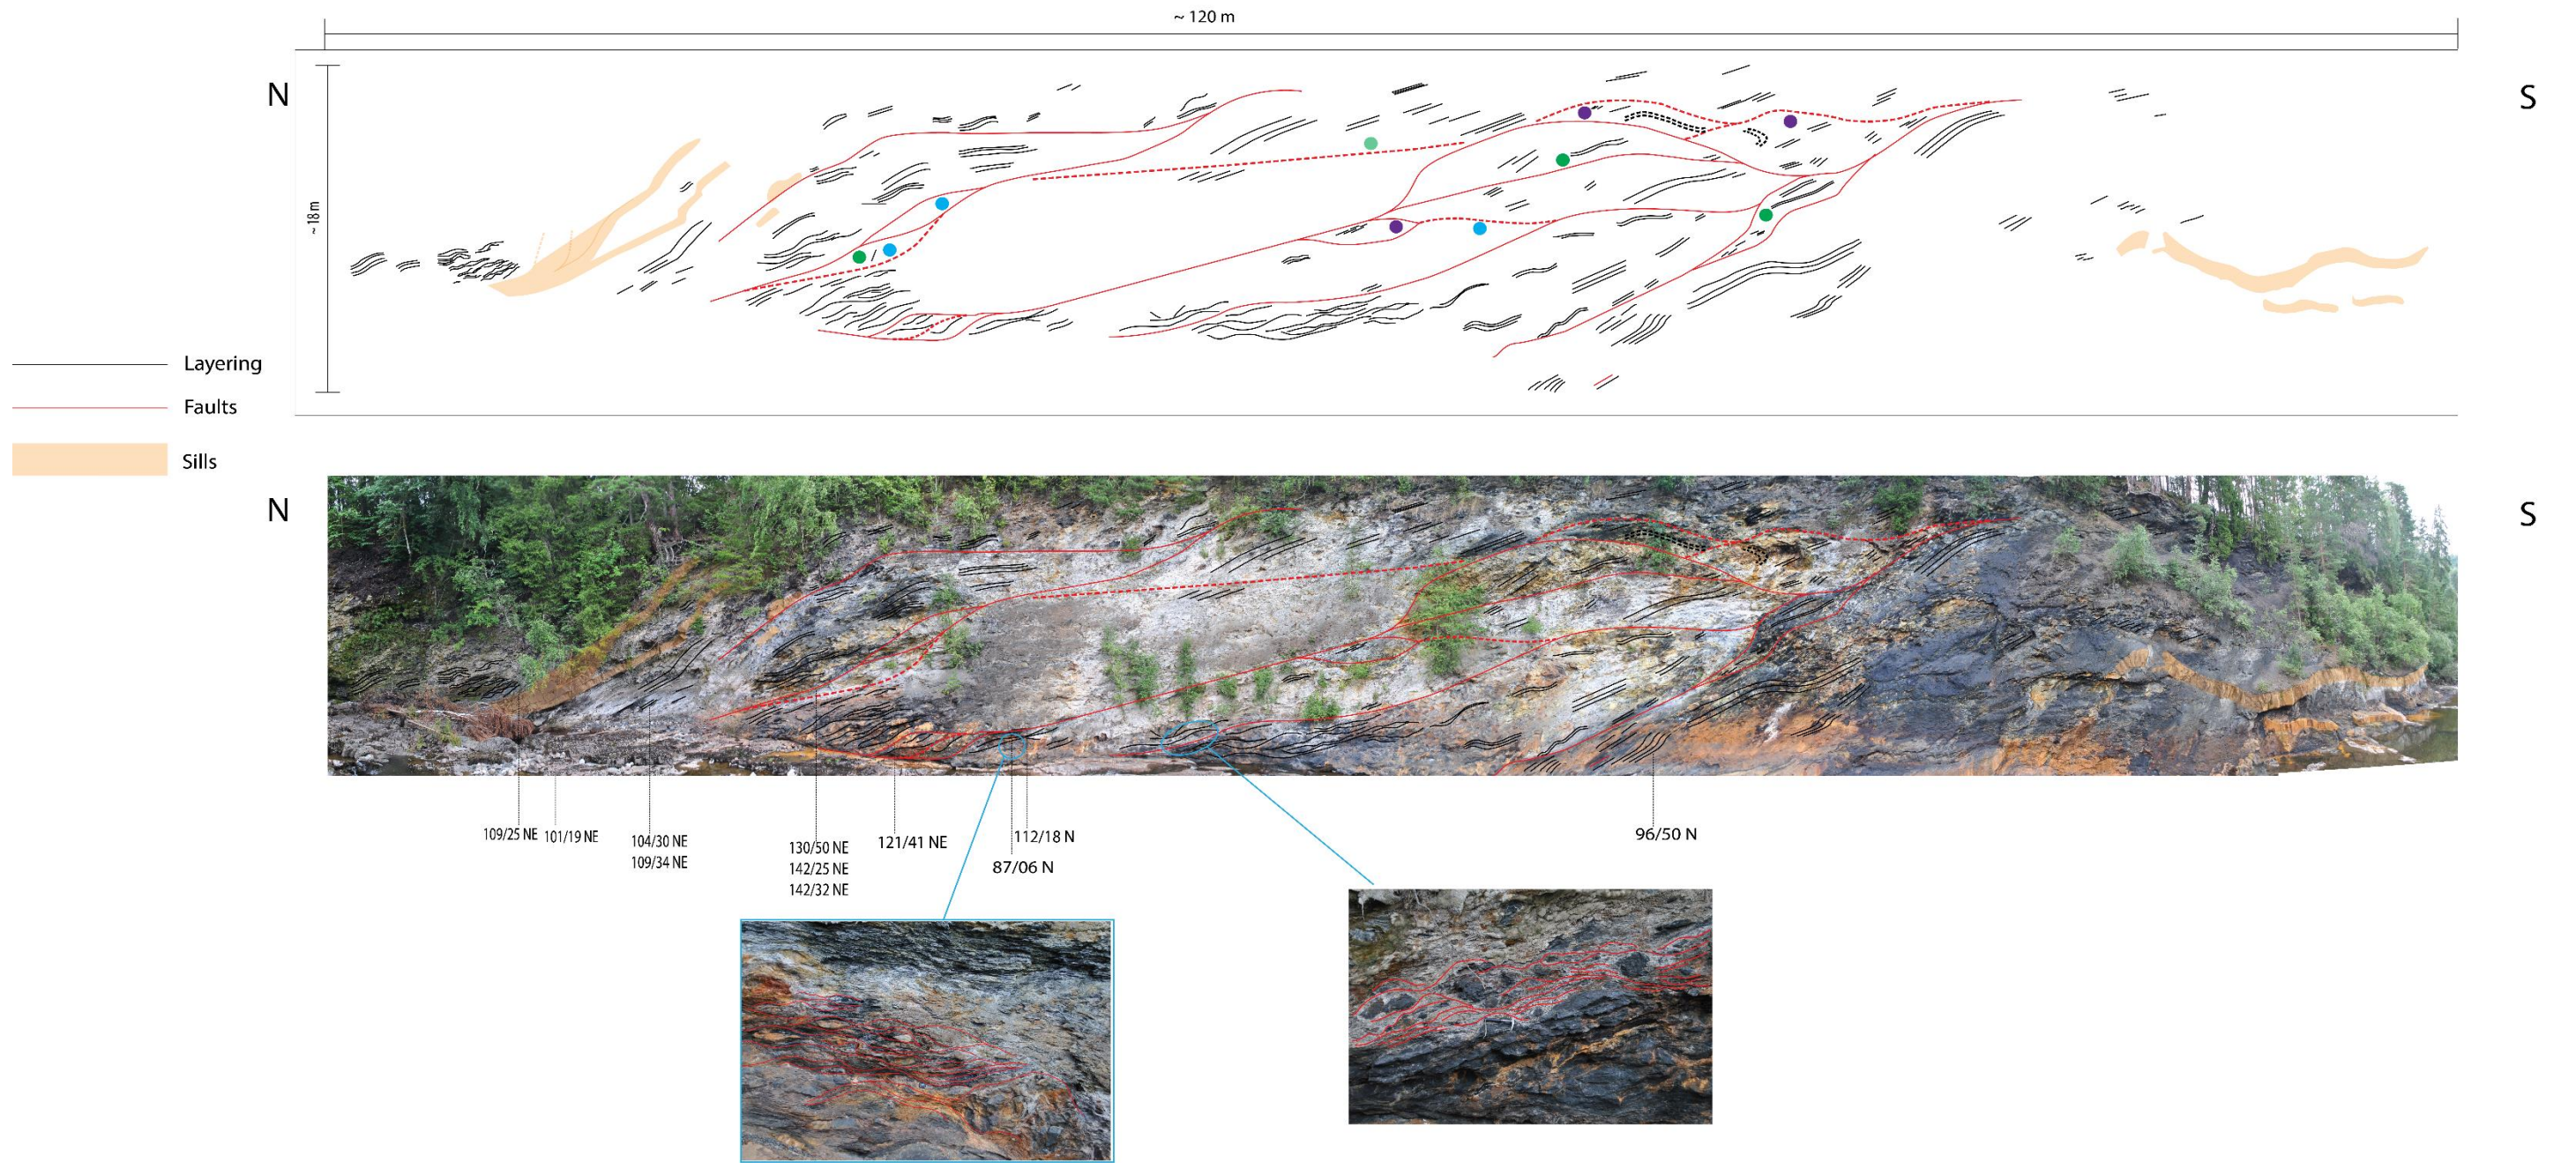 ~ 120 m
N
S
~18 m
Layering
Faults
Sills
N
S
109/25 NE
101/19 NE
104/30 NE
109/34 NE
130/50 NE
142/25 NE
142/32 NE
121/41 NE
112/18 N
87/06 N
96/50 N